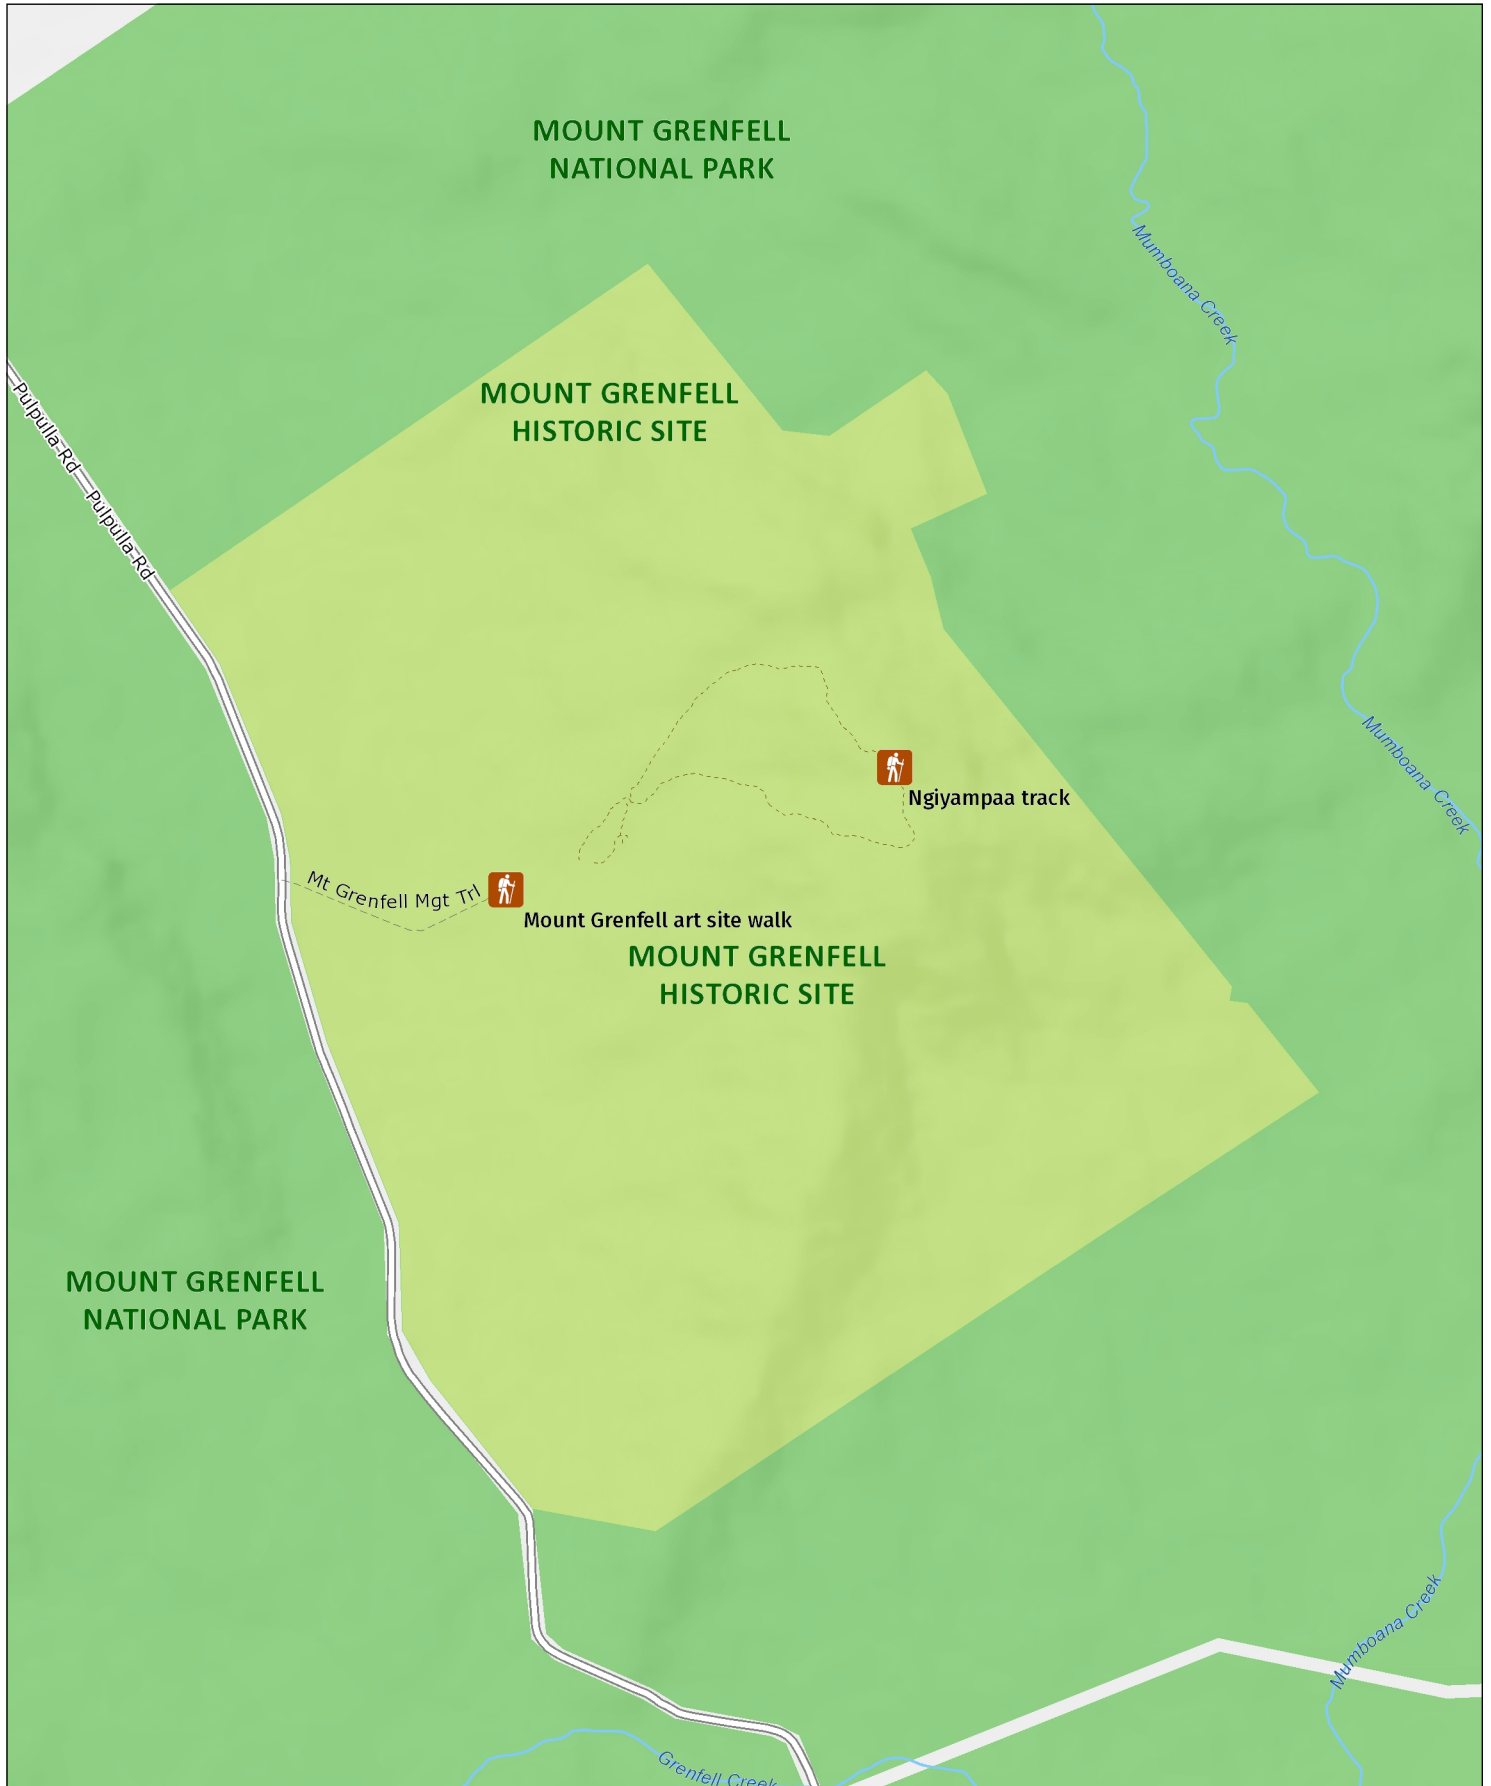 MOUNT GRENFELL
NATIONAL PARK
Mumboana Creek
MOUNT GRENFELL
HISTORIC SITE
Pulpulla Rd
Pulpulla Rd
Mumboana Creek
Ngiyampaa track
Mt Grenfell Mgt Trl
Mount Grenfell art site walk
MOUNT GRENFELL
HISTORIC SITE
MOUNT GRENFELL
NATIONAL PARK
Mumboana Creek
Grenfell Creek